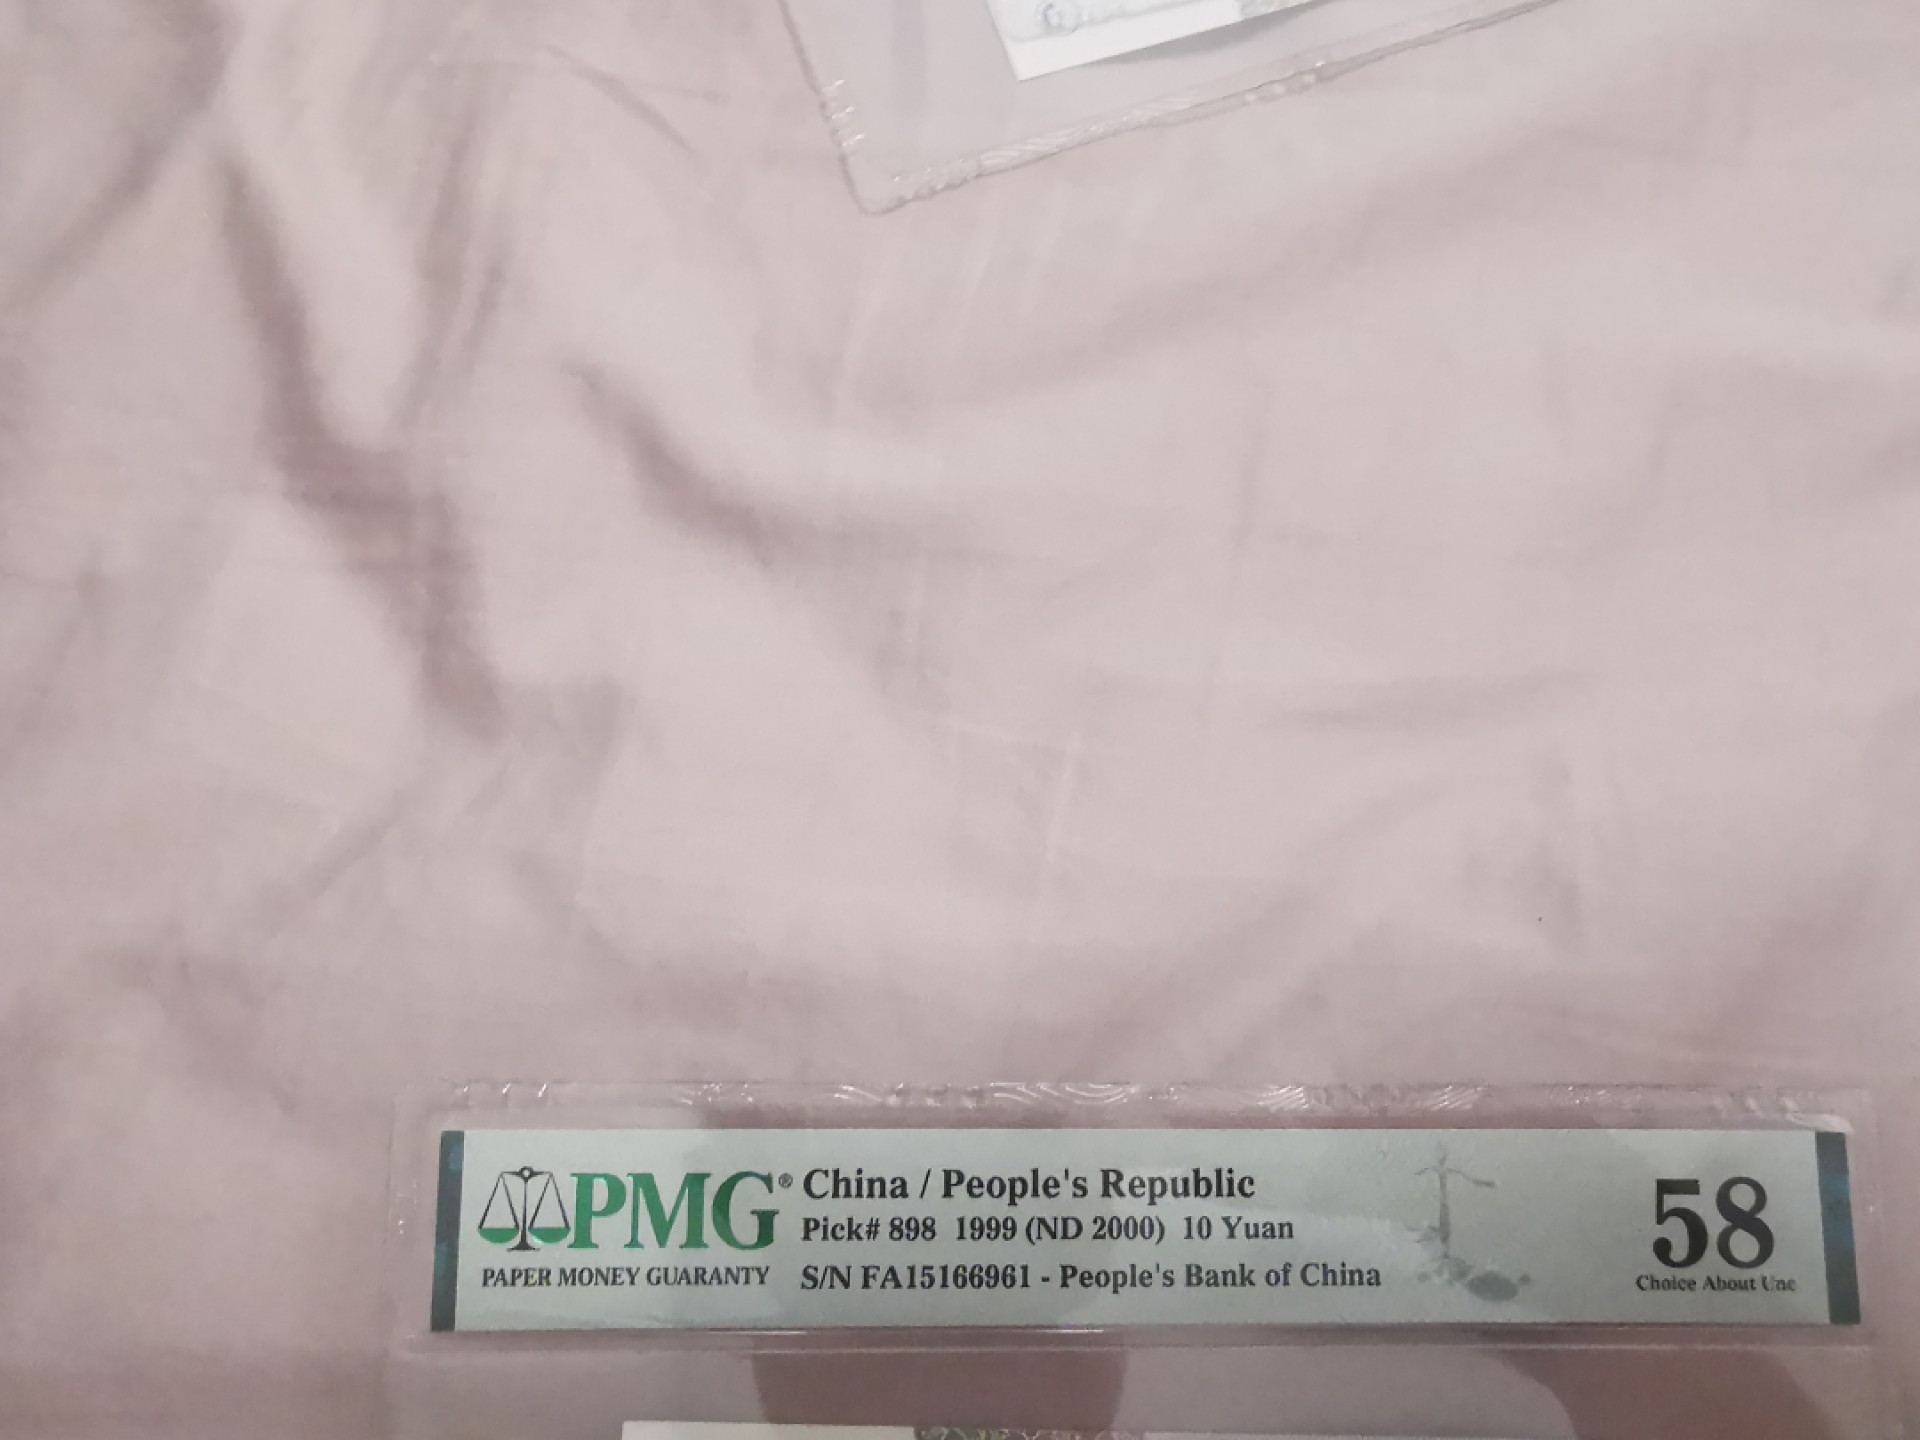 PMG®
PAPER MONEY GUARANTY
China / People's Republic
Pick# 898 1999 (ND 2000) 10 Yuan
S/N FA15166961 - People's Bank of China
58
Choice About Unc